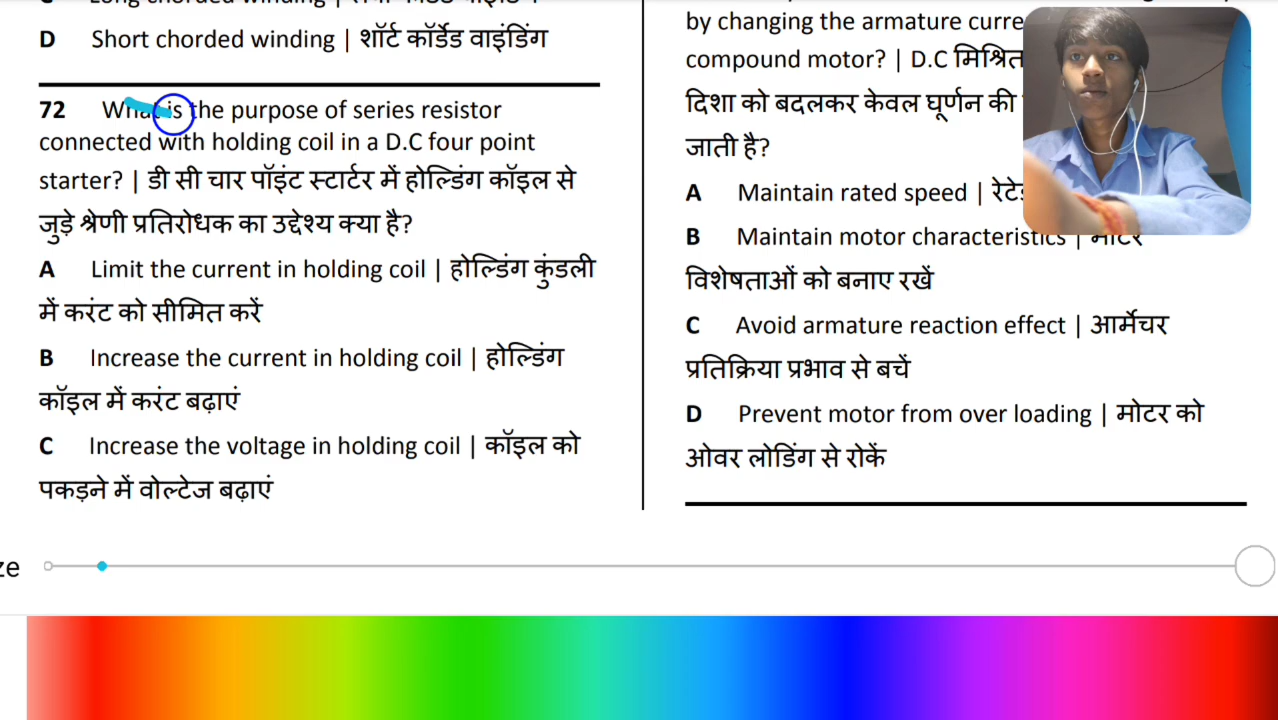 D Short chorded winding | शॉर्ट कॉर्डेड वाइंडिंग
72 What is the purpose of series resistor
connected with holding coil in a D.C four point
starter? | डी सी चार पॉइंट स्टार्टर में होल्डिंग कॉइल से
जुड़े श्रेणी प्रतिरोधक का उद्देश्य क्या है?
A Limit the current in holding coil | होल्डिंग कुंडली
में करंट को सीमित करें
B Increase the current in holding coil | होल्डिंग
कॉइल में करंट बढ़ाएं
C Increase the voltage in holding coil | कॉइल को
पकड़ने में वोल्टेज बढ़ाएं
by changing the armature curre
compound motor? | D.C मिश्रित
दिशा को बदलकर केवल घूर्णन की
जाती है?
A Maintain rated speed | रेटे
B Maintain motor characteristics | मोटर
विशेषताओं को बनाए रखें
C Avoid armature reaction effect | आर्मेचर
प्रतिक्रिया प्रभाव से बचें
D Prevent motor from over loading | मोटर को
ओवर लोडिंग से रोकें
ze